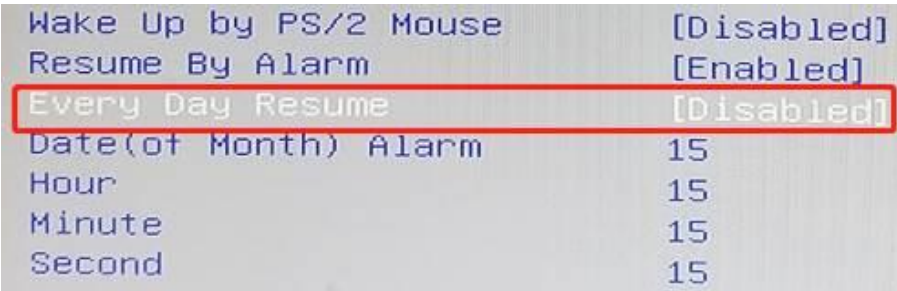 Wake Up by PS/2 Mouse [Disabled]
Resume By Alarm [Enabled]
Every Day Resume [Disabled]
Date(of Month) Alarm 15
Hour 15
Minute 15
Second 15